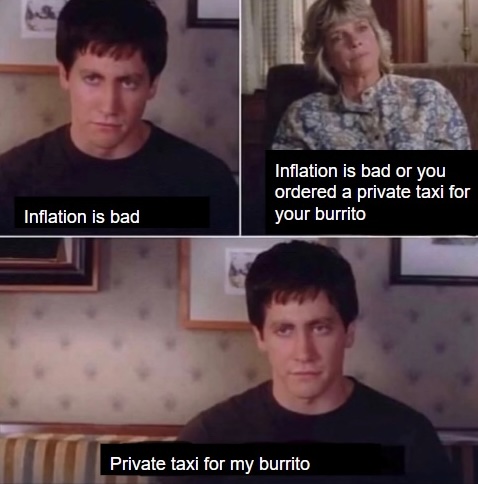 Inflation is bad
Inflation is bad or you
ordered a private taxi for
your burrito
Private taxi for my burrito